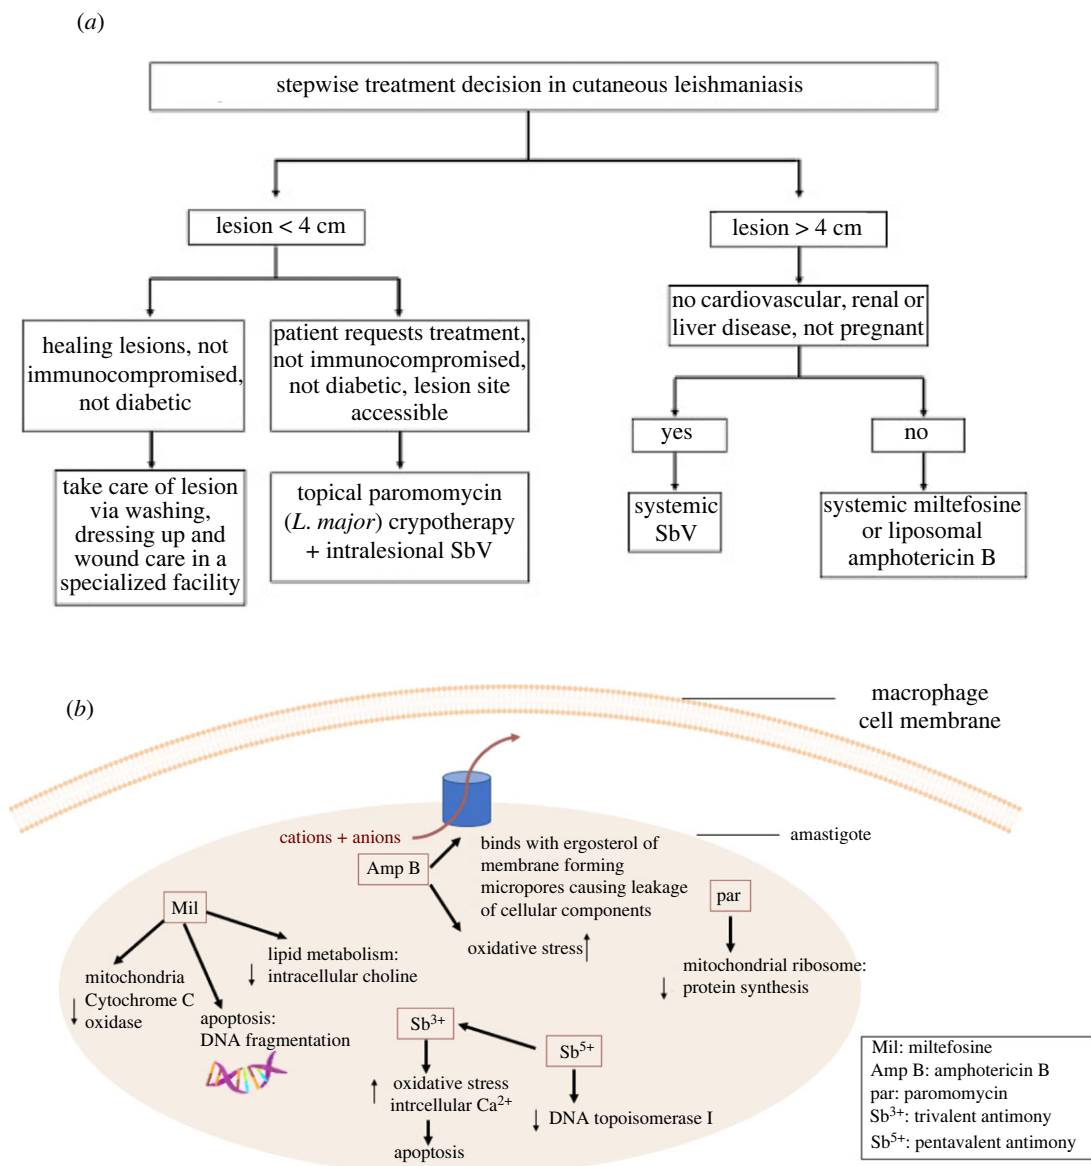 (a)
stepwise treatment decision in cutaneous leishmaniasis
lesion < 4 cm
lesion > 4 cm
healing lesions, not
immunocompromised,
not diabetic
patient requests treatment,
not immunocompromised,
not diabetic, lesion site
accessible
no cardiovascular, renal or
liver disease, not pregnant
yes
no
take care of lesion
via washing,
dressing up and
wound care in a
specialized facility
topical paromomycin
(L. major) crypotherapy
+ intralesional SbV
systemic
SbV
systemic miltefosine
or liposomal
amphotericin B
(b)
macrophage
cell membrane
cations + anions
amastigote
Amp B
binds with ergosterol of
membrane forming
micropores causing leakage
of cellular components
oxidative stress↑
Mil
mitochondria
Cytochrome C
↓ oxidase
apoptosis:
DNA fragmentation
lipid metabolism:
↓ intracellular choline
par
mitochondrial ribosome:
↓ protein synthesis
Sb³⁺
Sb⁵⁺
↑ oxidative stress
intrcellular Ca²⁺
apoptosis
↓ DNA topoisomerase I
Mil: miltefosine
Amp B: amphotericin B
par: paromomycin
Sb³⁺: trivalent antimony
Sb⁵⁺: pentavalent antimony